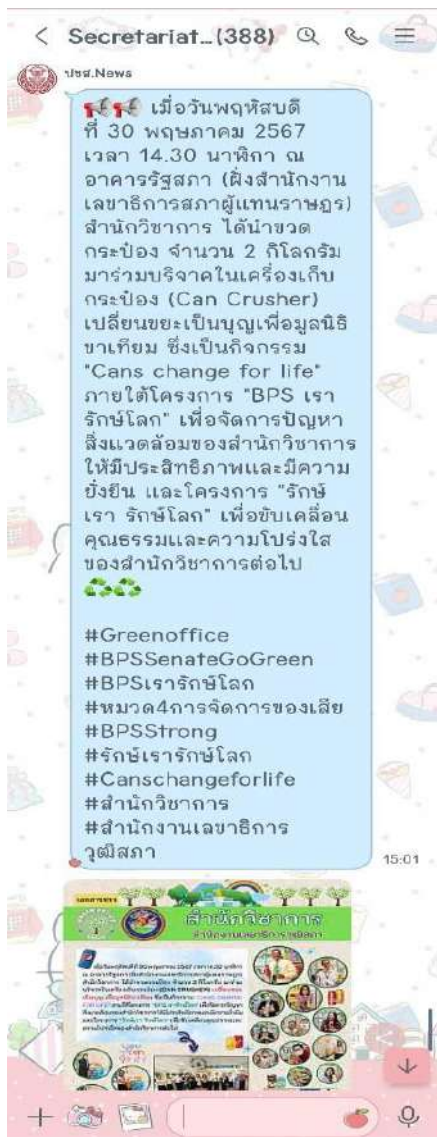 Secretariat...(388)
ปชส.News
เมื่อวันพฤหัสบดี
ที่ 30 พฤษภาคม 2567
เวลา 14.30 นาฬิกา ณ
อาคารรัฐสภา (ฝั่งสำนักงาน
เลขาธิการสภาผู้แทนราษฎร)
สำนักวิชาการ ได้นำขวด
กระป๋อง จำนวน 2 กิโลกรัม
มาร่วมบริจาคในเครื่องเก็บ
กระป๋อง (Can Crusher)
เปลี่ยนขยะเป็นบุญเพื่อมูลนิธิ
ขาเทียม ซึ่งเป็นกิจกรรม
"Cans change for life"
ภายใต้โครงการ "BPS เรา
รักษ์โลก" เพื่อจัดการปัญหา
สิ่งแวดล้อมของสำนักวิชาการ
ให้มีประสิทธิภาพและมีความ
ยั่งยืน และโครงการ "รักษ์
เรา รักษ์โลก" เพื่อขับเคลื่อน
คุณธรรมและความโปร่งใส
ของสำนักวิชาการต่อไป
#Greenoffice
#BPSSenateGoGreen
#BPSเรารักษ์โลก
#หมวด4การจัดการของเสีย
#BPSStrong
#รักษ์เรารักษ์โลก
#Canschangeforlife
#สำนักวิชาการ
#สำนักงานเลขาธิการ
วุฒิสภา
15:01
สำนักวิชาการ
สำนักงานเลขาธิการวุฒิสภา